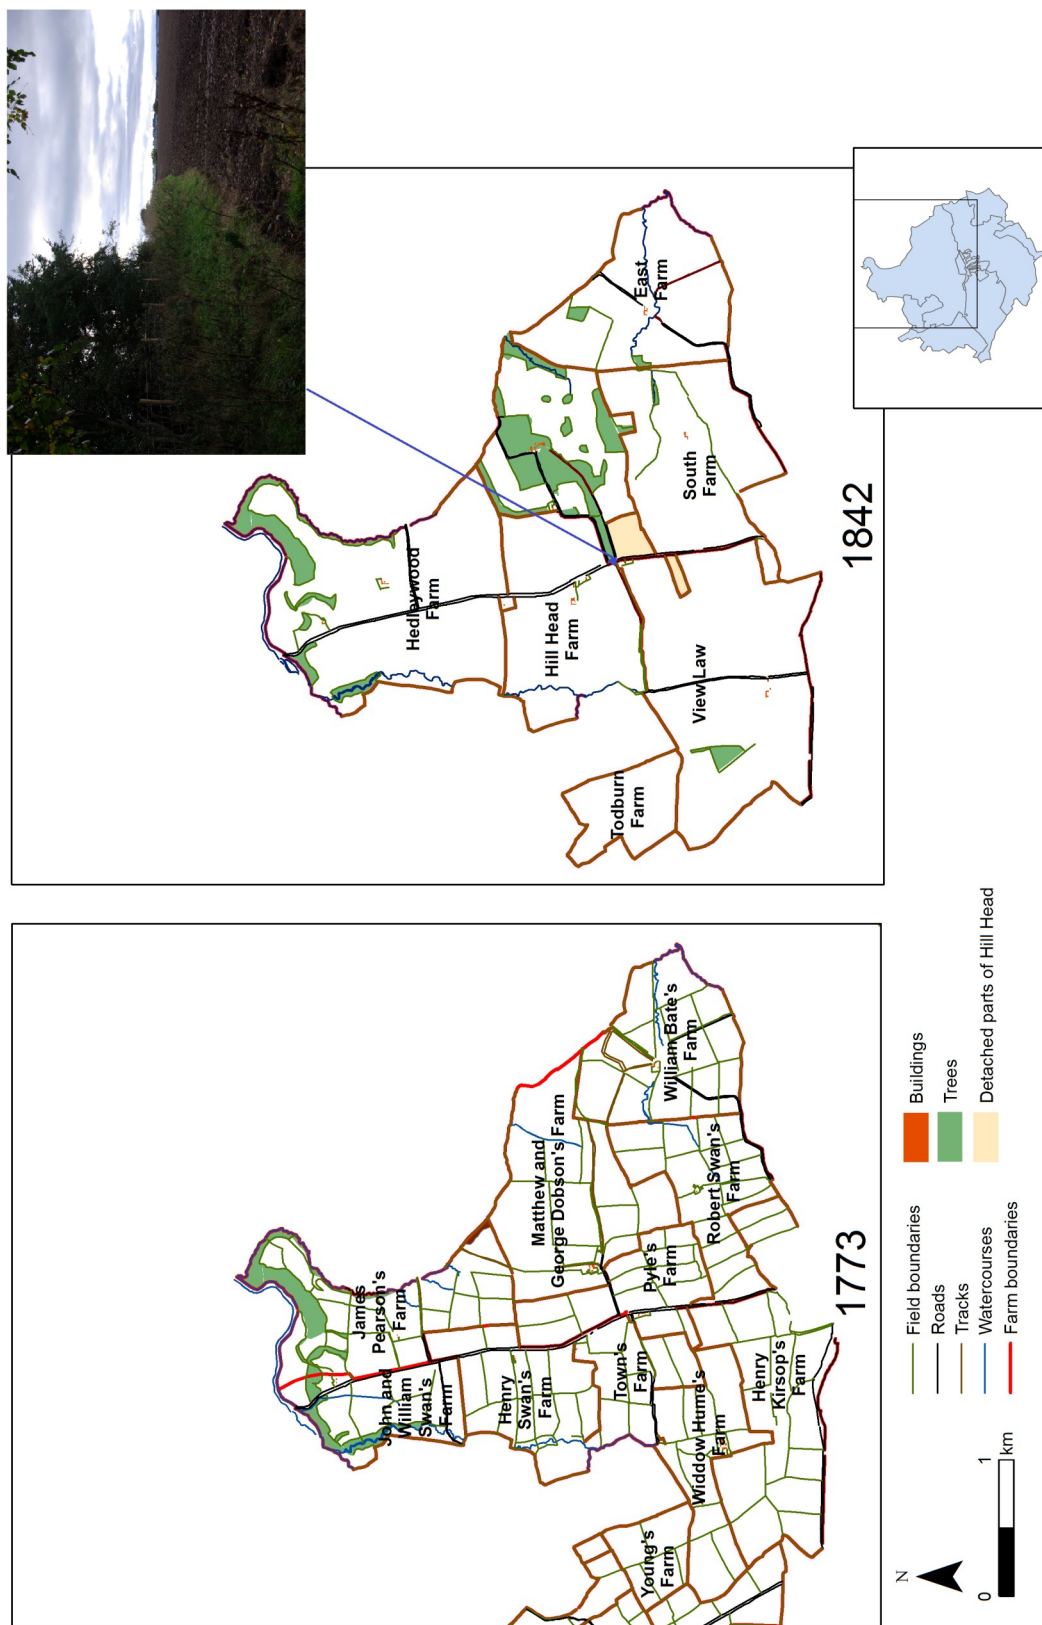 James
Pearson's
Farm
John and
William
Swan's
Farm
Henry
Swan's
Farm
Matthew and
George Dobson's Farm
Town's
Farm
Pyle's
Farm
William Bate's
Farm
Robert Swan's
Farm
Widdow Hume's
Farm
Henry
Kirsop's
Farm
Young's
Farm
1773
Hedleywood
Farm
Hill Head
Farm
East
Farm
South
Farm
View Law
Todburn
Farm
1842
N
0
1
km
Field boundaries
Roads
Tracks
Watercourses
Farm boundaries
Buildings
Trees
Detached parts of Hill Head